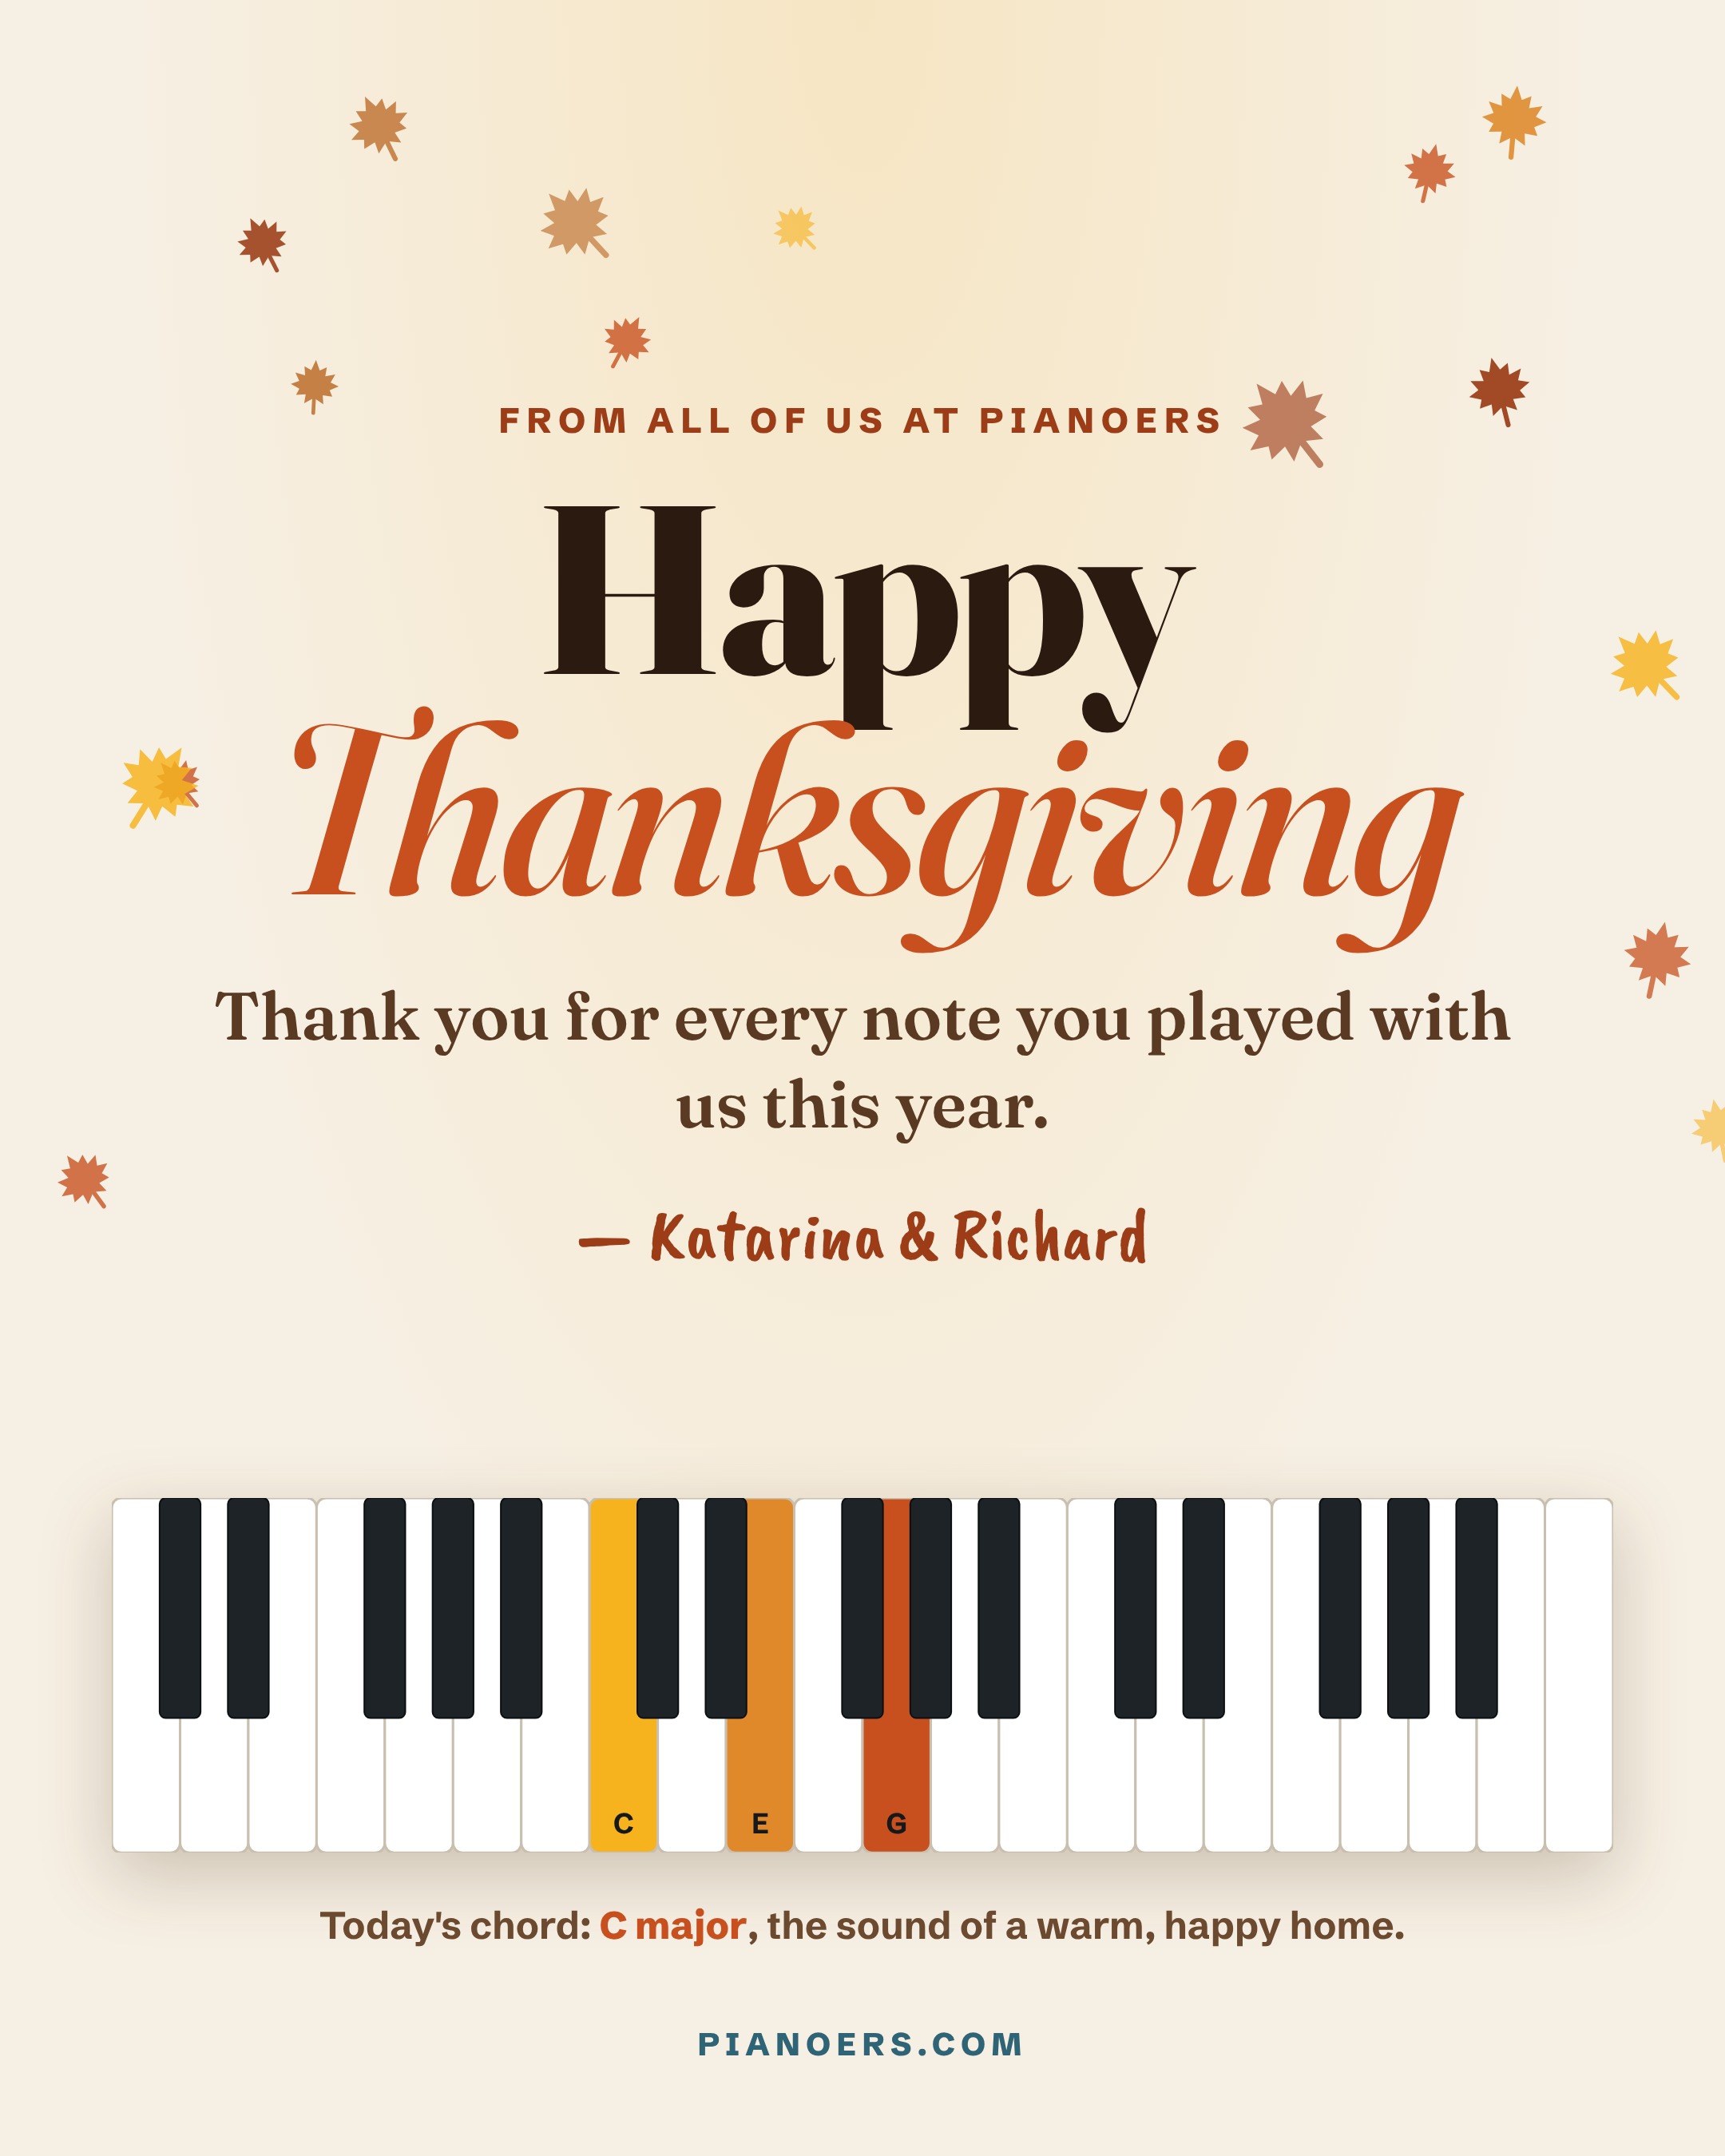 FROM ALL OF US AT PIANOERS
Happy
Thanksgiving
Thank you for every note you played with
us this year.
— Katarina & Richard
C E G
Today's chord: C major, the sound of a warm, happy home.
PIANOERS.COM